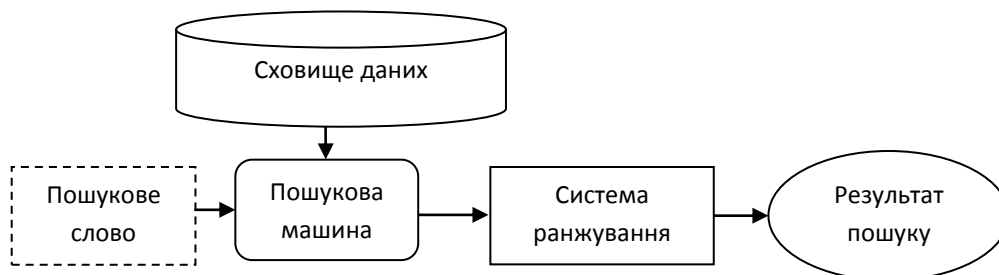 Сховище даних
Пошукове
слово
Пошукова
машина
Система
ранжування
Результат
пошуку